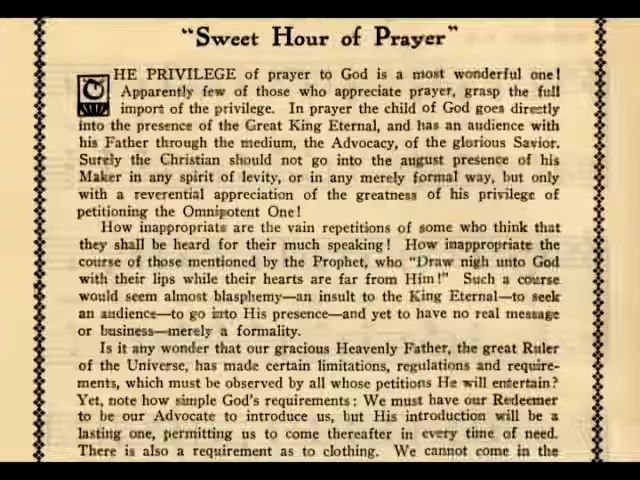 "Sweet Hour of Prayer"
THE PRIVILEGE of prayer to God is a most wonderful one!
Apparently few of those who appreciate prayer, grasp the full
import of the privilege. In prayer the child of God goes directly
into the presence of the Great King Eternal, and has an audience with
his Father through the medium, the Advocacy, of the glorious Savior.
Surely the Christian should not go into the august presence of his
Maker in any spirit of levity, or in any merely formal way, but only
with a reverential appreciation of the greatness of his privilege of
petitioning the Omnipotent One!
How inappropriate are the vain repetitions of some who think that
they shall be heard for their much speaking! How inappropriate the
course of those mentioned by the Prophet, who "Draw nigh unto God
with their lips while their hearts are far from Him!" Such a course
would seem almost blasphemy—an insult to the King Eternal—to seek
an audience—to go into His presence—and yet to have no real message
or business—merely a formality.
Is it any wonder that our gracious Heavenly Father, the great Ruler
of the Universe, has made certain limitations, regulations and require-
ments, which must be observed by all whose petitions He will entertain?
Yet, note how simple God's requirements: We must have our Redeemer
to be our Advocate to introduce us, but His introduction will be a
lasting one, permitting us to come thereafter in every time of need.
There is also a requirement as to clothing. We cannot come in the